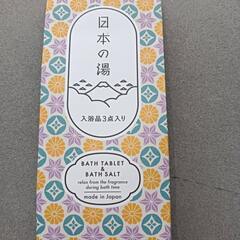 日本の湯
入浴品3点入り
BATH TABLET
&
BATH SALT
relax from the fragrance
during bath time
made in Japan